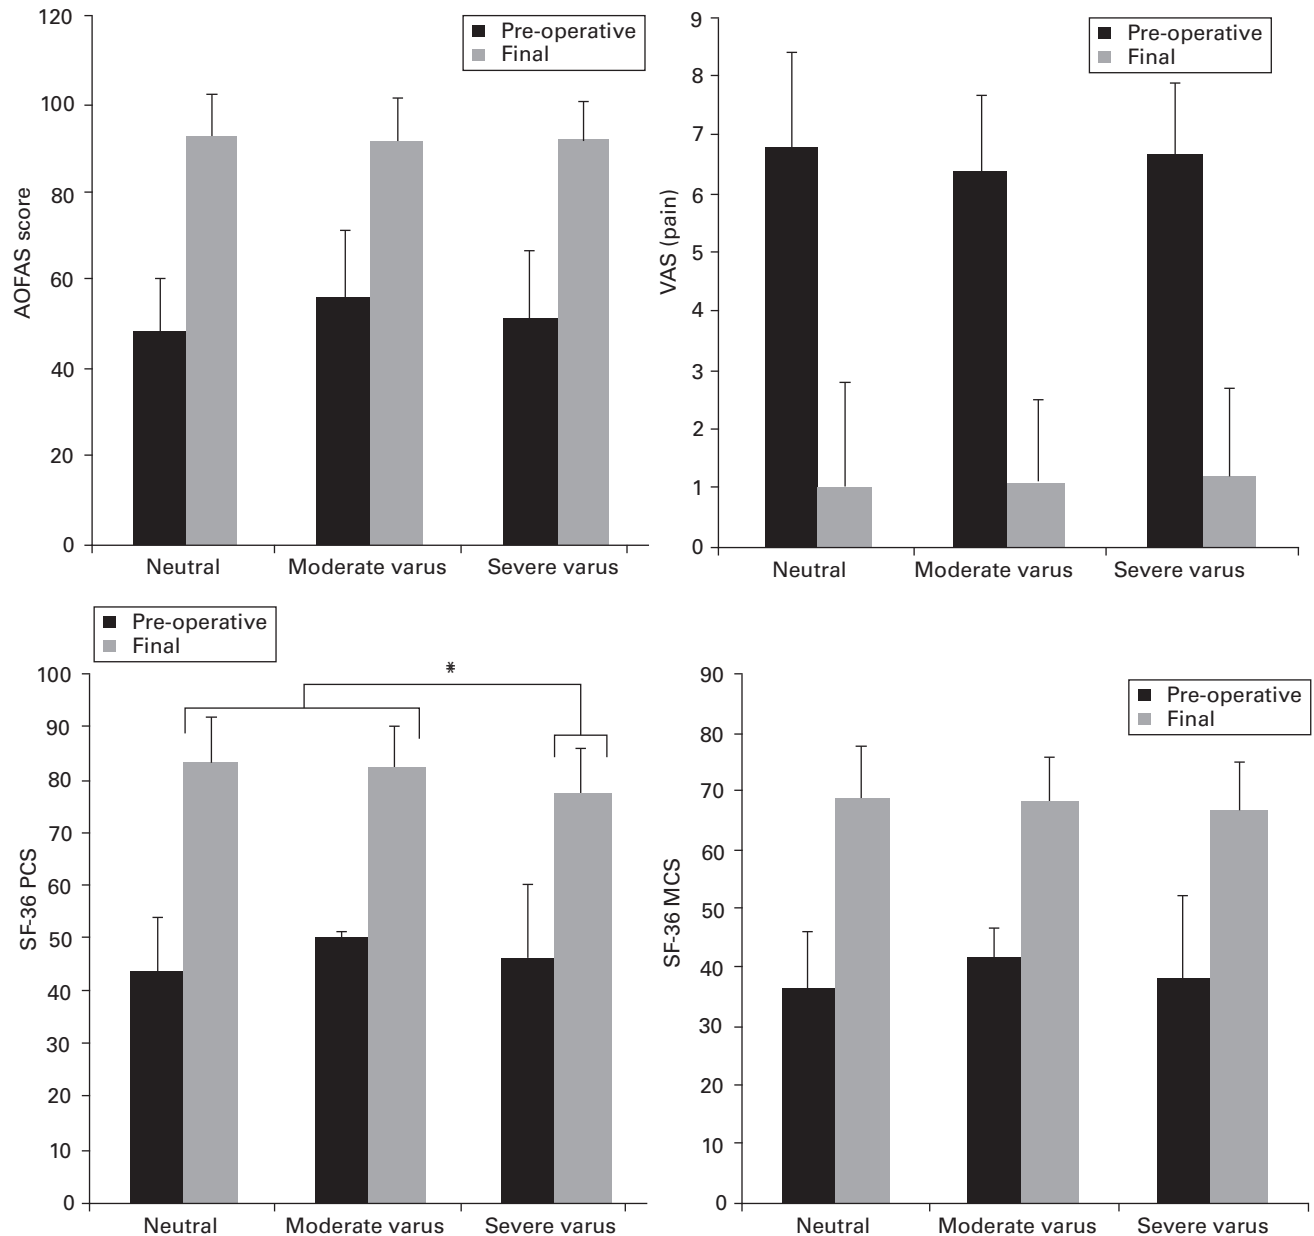 120
100
80
60
40
20
0
AOFAS score
Pre-operative
Final
Neutral
Moderate varus
Severe varus
9
8
7
6
5
4
3
2
1
0
VAS (pain)
Pre-operative
Final
Neutral
Moderate varus
Severe varus
Pre-operative
Final
100
90
80
70
60
50
40
30
20
10
0
SF-36 PCS
*
Neutral
Moderate varus
Severe varus
90
80
70
60
50
40
30
20
10
0
SF-36 MCS
Pre-operative
Final
Neutral
Moderate varus
Severe varus